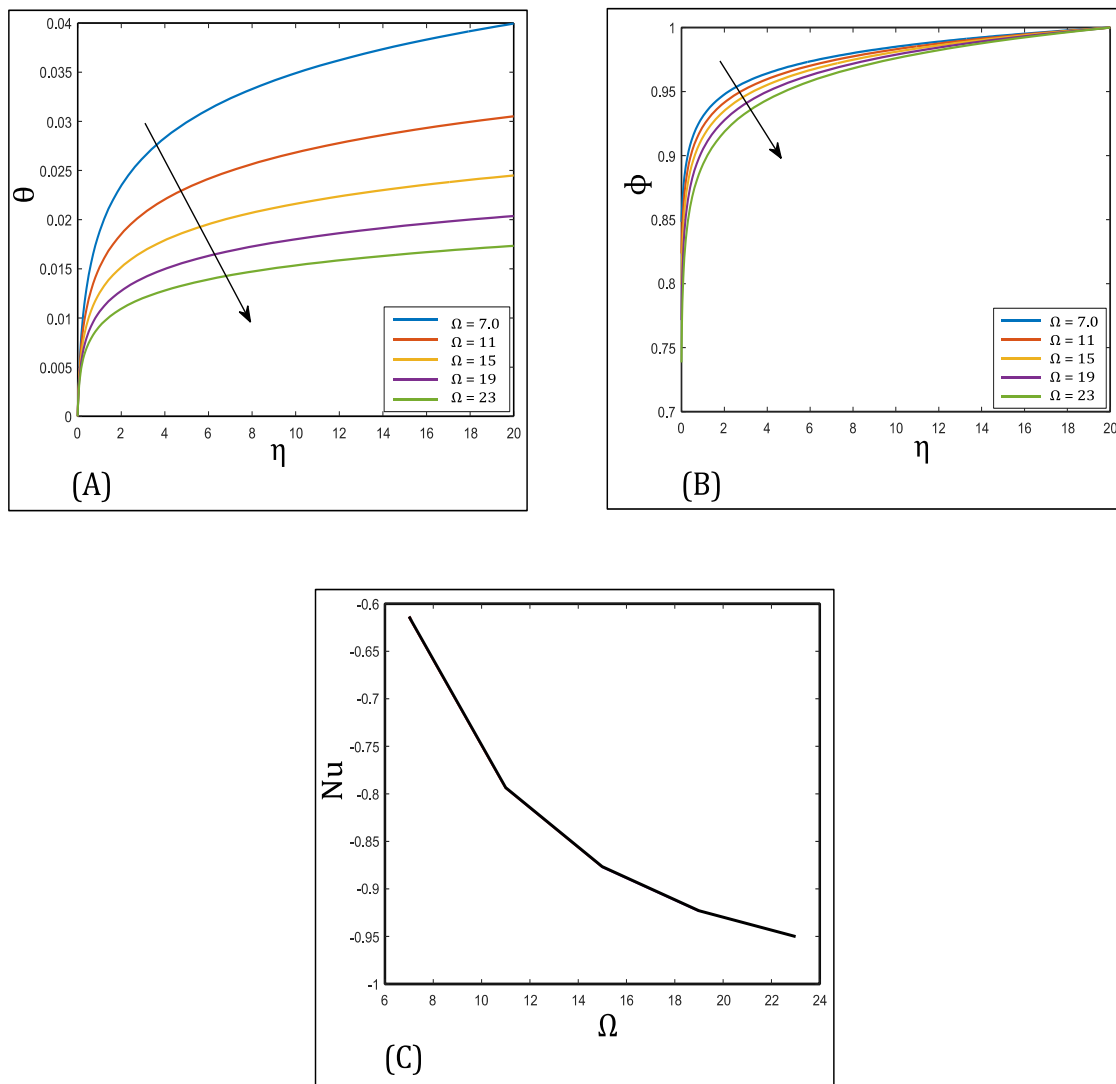 0.04
0.035
0.03
0.025
0.02
0.015
0.010
0.005
0
θ
0 2 4 6 8 10 12 14 16 18 20
η
Ω = 7.0
Ω = 11
Ω = 15
Ω = 19
Ω = 23
(A)
1
0.95
0.9
0.85
0.8
0.75
0.7
ϕ
0 2 4 6 8 10 12 14 16 18 20
η
Ω = 7.0
Ω = 11
Ω = 15
Ω = 19
Ω = 23
(B)
-0.6
-0.65
-0.7
-0.75
-0.8
-0.85
-0.9
-0.95
-1
Nu
6 8 10 12 14 16 18 20 22 24
Ω
(C)